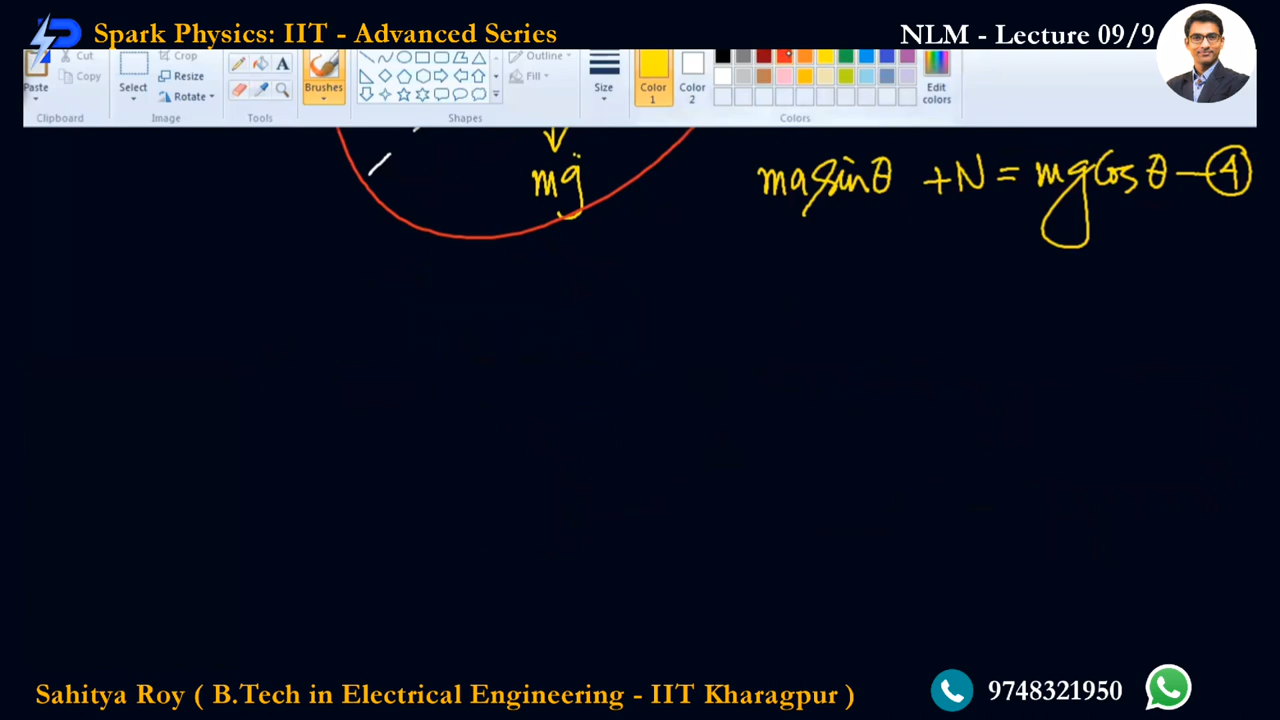 Spark Physics: IIT - Advanced Series
NLM - Lecture 09/9
Paste
Cut
Copy
Clipboard
Select
Crop
Resize
Rotate
Image
A
Tools
Brushes
Outline
Fill
Shapes
Size
Color 1
Color 2
Edit colors
Colors
mg
ma sinθ + N = mg cosθ — 4
Sahitya Roy ( B.Tech in Electrical Engineering - IIT Kharagpur )
9748321950